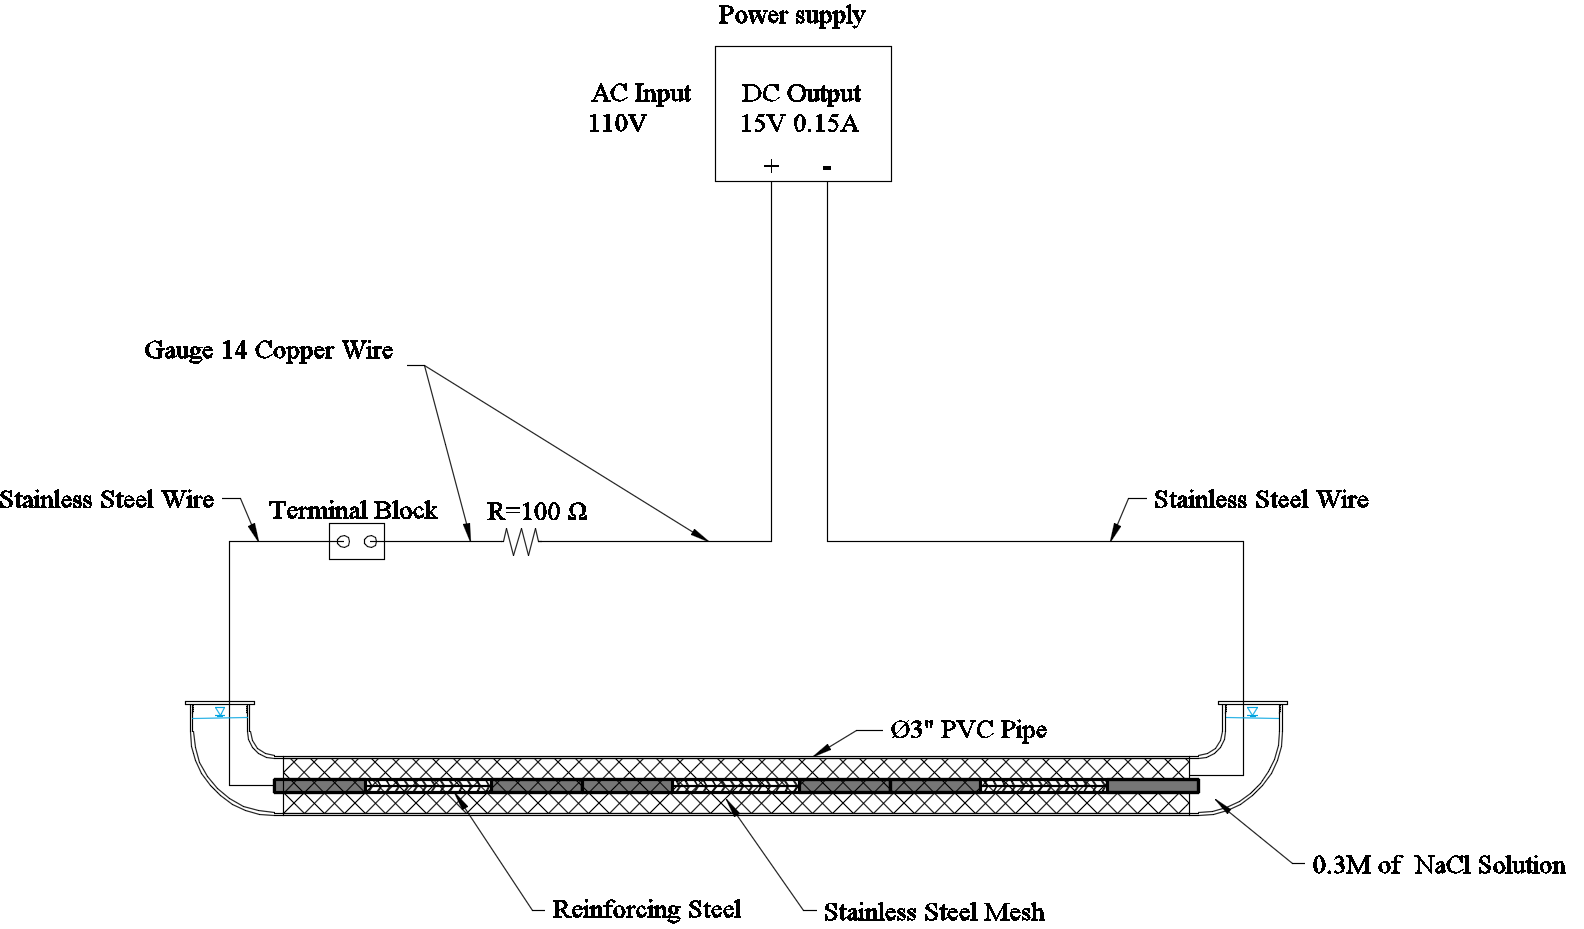 Power supply
AC Input
110V
DC Output
15V 0.15A
+ -
Gauge 14 Copper Wire
Stainless Steel Wire
Terminal Block
R=100 Ω
Stainless Steel Wire
Ø3" PVC Pipe
0.3M of NaCl Solution
Reinforcing Steel
Stainless Steel Mesh